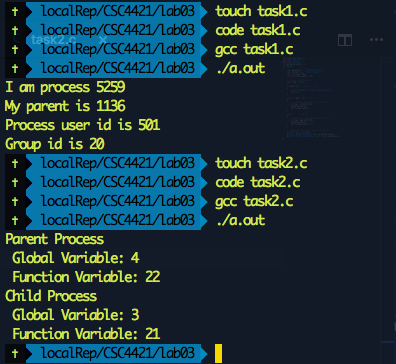 † localRep/CSC4421/lab03 touch task1.c
† localRep/CSC4421/lab03 code task1.c
task2.c ×
† localRep/CSC4421/lab03 gcc task1.c
† localRep/CSC4421/lab03 ./a.out
I am process 5259
My parent is 1136
Process user id is 501
Group id is 20
† localRep/CSC4421/lab03 touch task2.c
† localRep/CSC4421/lab03 code task2.c
† localRep/CSC4421/lab03 gcc task2.c
† localRep/CSC4421/lab03 ./a.out
Parent Process
Global Variable: 4
Function Variable: 22
Child Process
Global Variable: 3
Function Variable: 21
† localRep/CSC4421/lab03